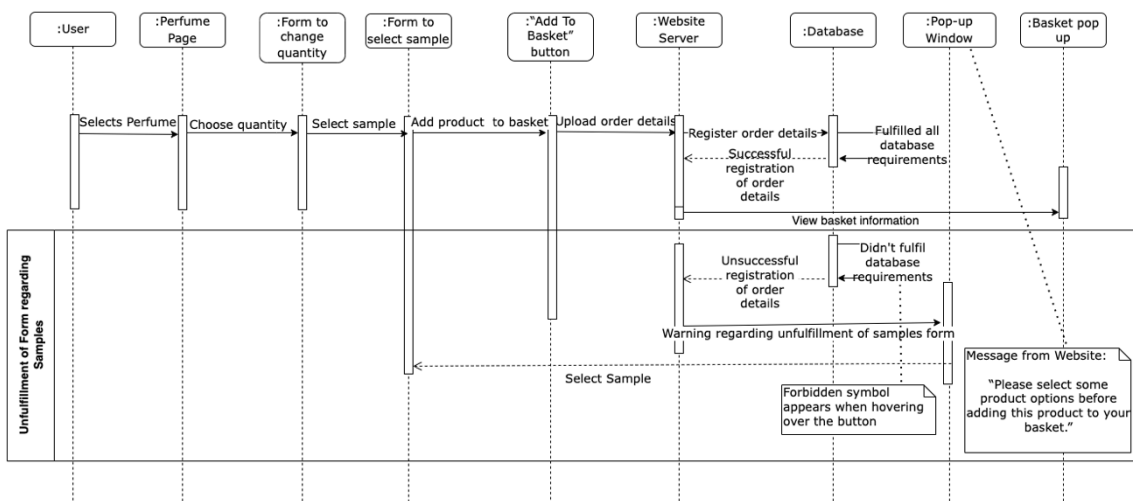 :User
:Perfume
Page
:Form to
change
quantity
:Form to
select sample
:“Add To
Basket”
button
:Website
Server
:Database
:Pop-up
Window
:Basket pop
up
Selects Perfume
Choose quantity
Select sample
Add product to basket
Upload order details
Register order details
Fulfilled all
database
requirements
Successful
registration
of order
details
View basket information
Unfulfillment of Form regarding
Samples
Didn't fulfil
database
requirements
Unsuccessful
registration
of order
details
Warning regarding unfulfillment of samples form
Select Sample
Forbidden symbol
appears when hovering
over the button
Message from Website:
“Please select some
product options before
adding this product to your
basket.”